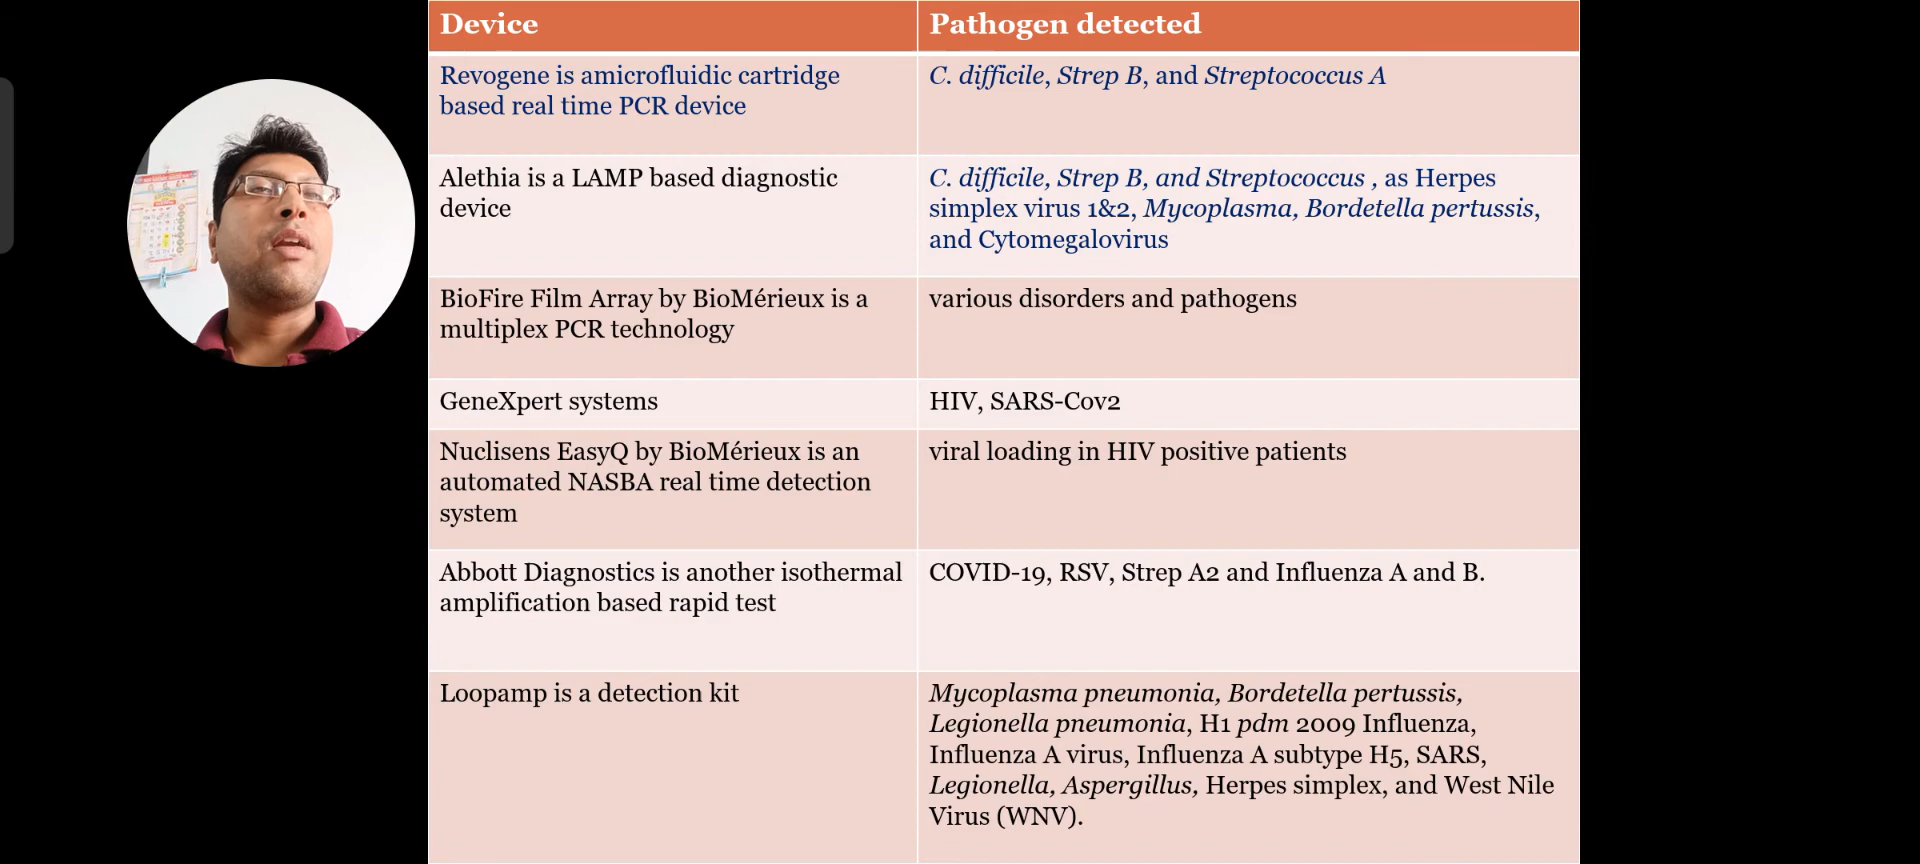 Device
Pathogen detected
Revogene is amicrofluidic cartridge
based real time PCR device
C. difficile, Strep B, and Streptococcus A
Alethia is a LAMP based diagnostic
device
C. difficile, Strep B, and Streptococcus , as Herpes
simplex virus 1&2, Mycoplasma, Bordetella pertussis,
and Cytomegalovirus
BioFire Film Array by BioMérieux is a
multiplex PCR technology
various disorders and pathogens
GeneXpert systems
HIV, SARS-Cov2
Nuclisens EasyQ by BioMérieux is an
automated NASBA real time detection
system
viral loading in HIV positive patients
Abbott Diagnostics is another isothermal
amplification based rapid test
COVID-19, RSV, Strep A2 and Influenza A and B.
Loopamp is a detection kit
Mycoplasma pneumonia, Bordetella pertussis,
Legionella pneumonia, H1 pdm 2009 Influenza,
Influenza A virus, Influenza A subtype H5, SARS,
Legionella, Aspergillus, Herpes simplex, and West Nile
Virus (WNV).